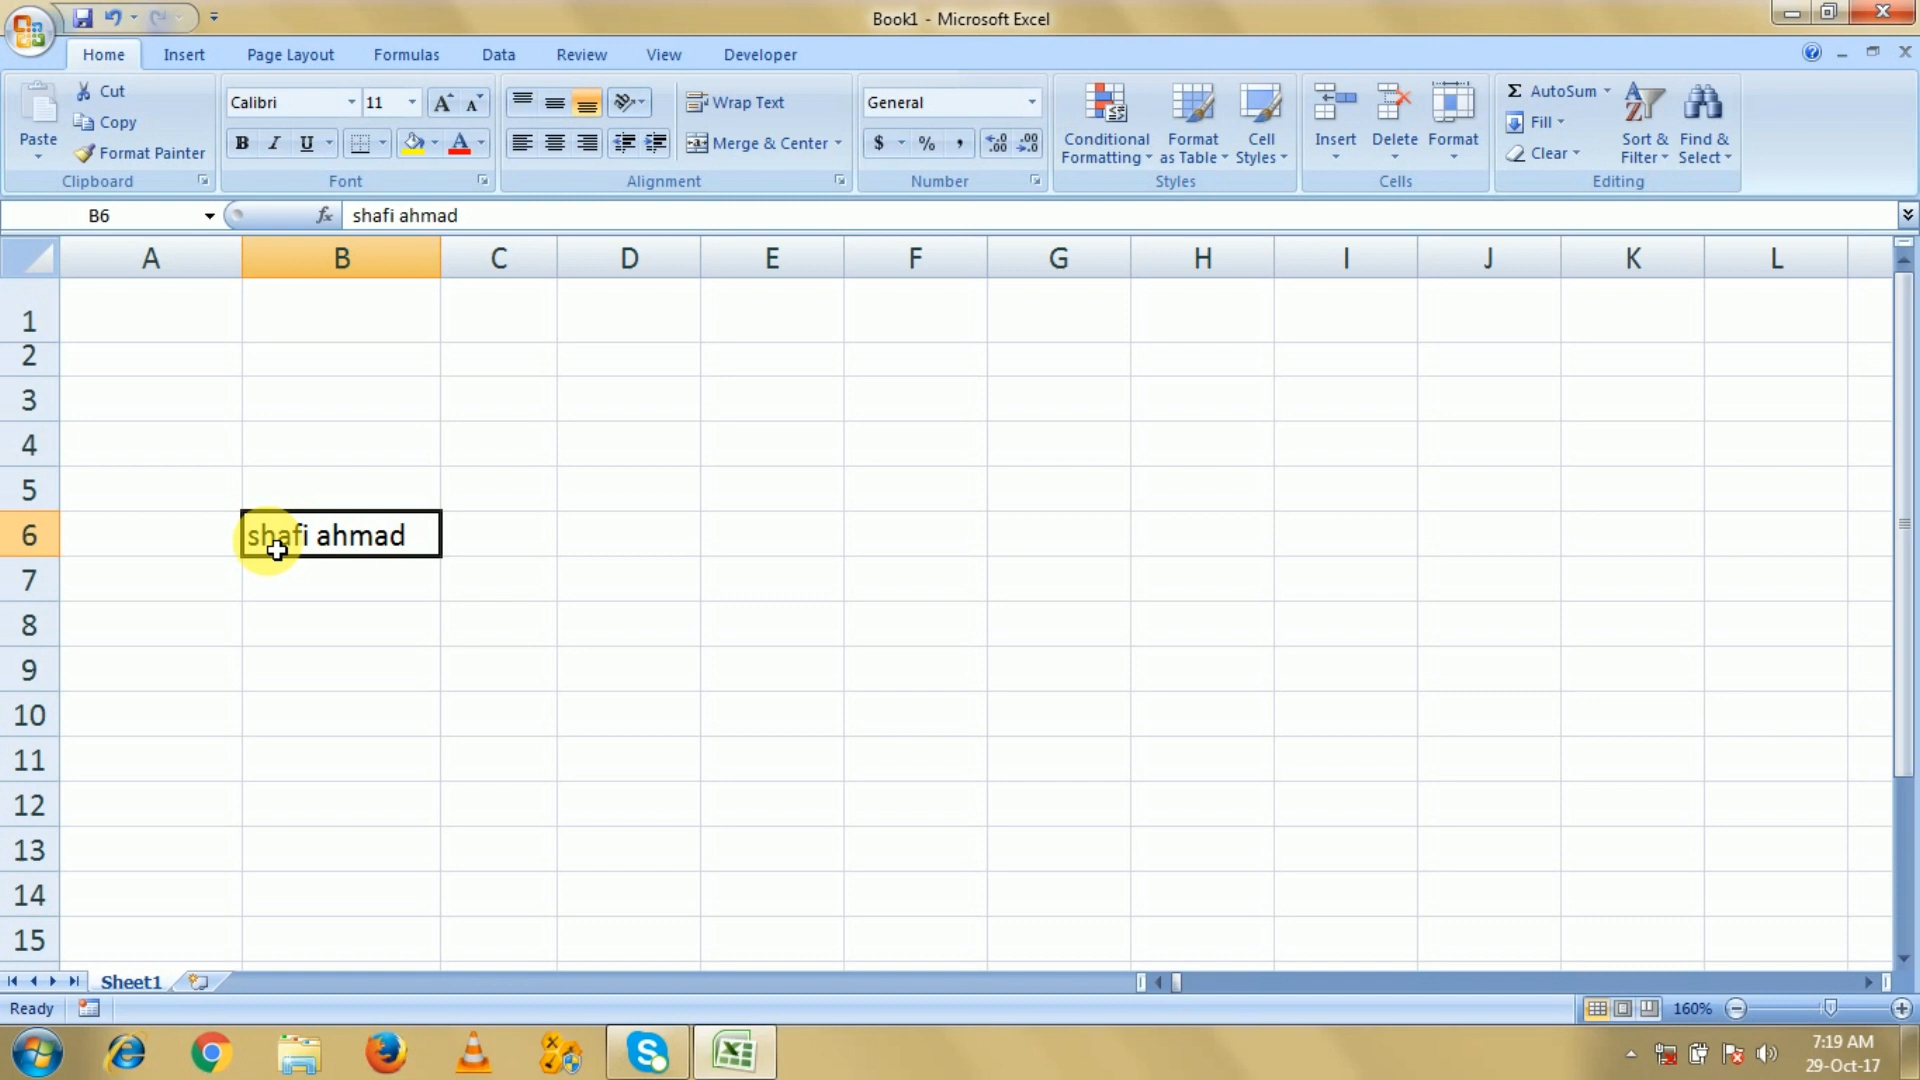 Book1 - Microsoft Excel
Home Insert Page Layout Formulas Data Review View Developer
Paste Cut Copy Format Painter
Clipboard
Calibri 11
B I U A
Font
Wrap Text
Merge & Center
Alignment
General
$ % ,
Number
Conditional Formatting Format as Table Cell Styles
Styles
Insert Delete Format
Cells
Σ AutoSum
Fill
Clear
Sort & Filter Find & Select
Editing
B6 fx shafi ahmad
A B C D E F G H I J K L
1
2
3
4
5
6 shafi ahmad
7
8
9
10
11
12
13
14
15
Sheet1
Ready 160%
7:19 AM
29-Oct-17